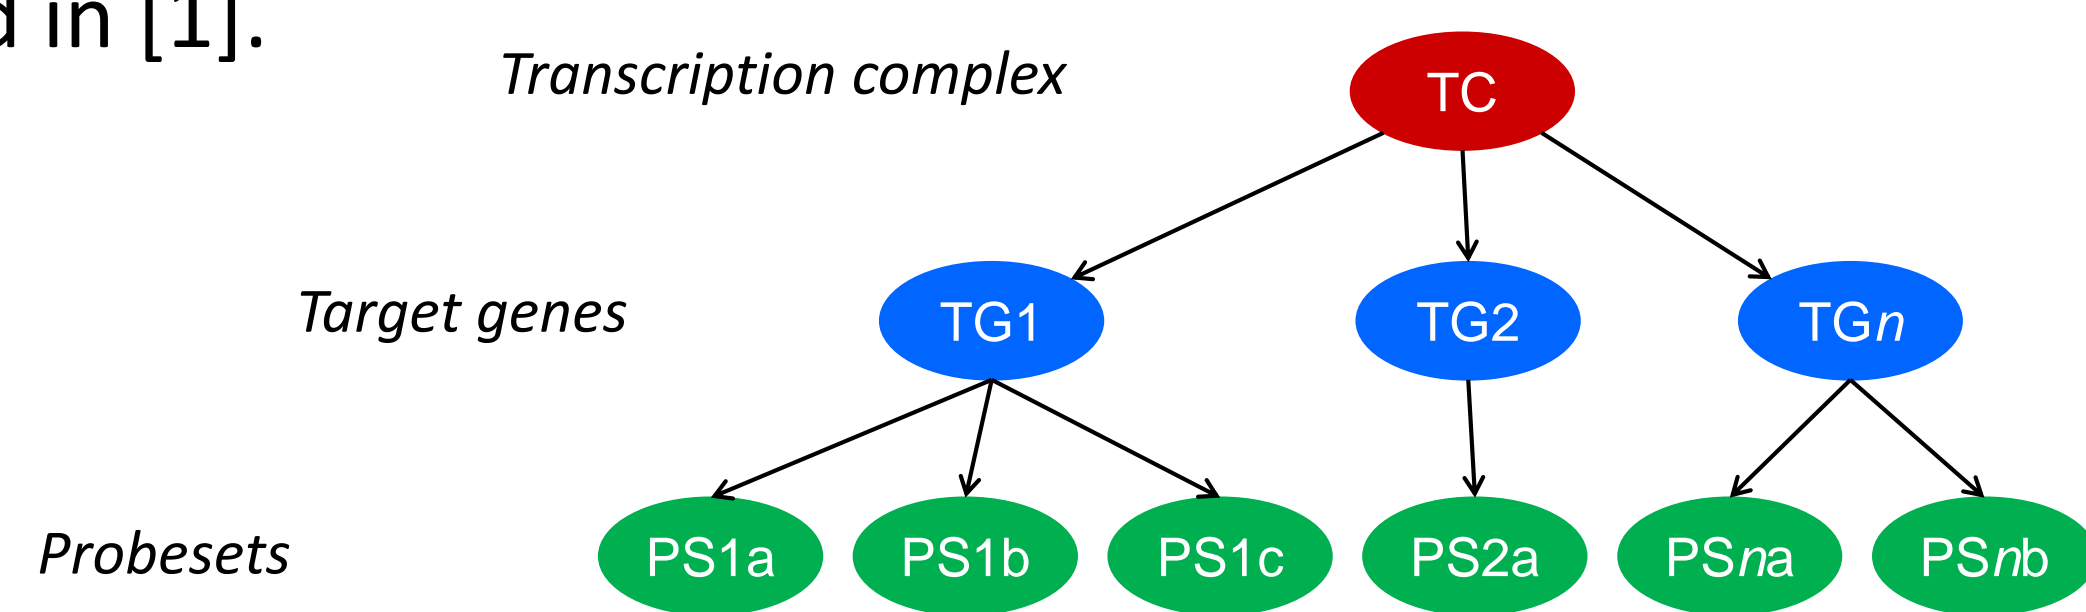 d in [1].
Transcription complex
TC
Target genes
TG1 TG2 TGn
Probesets
PS1a PS1b PS1c PS2a PSna PSnb